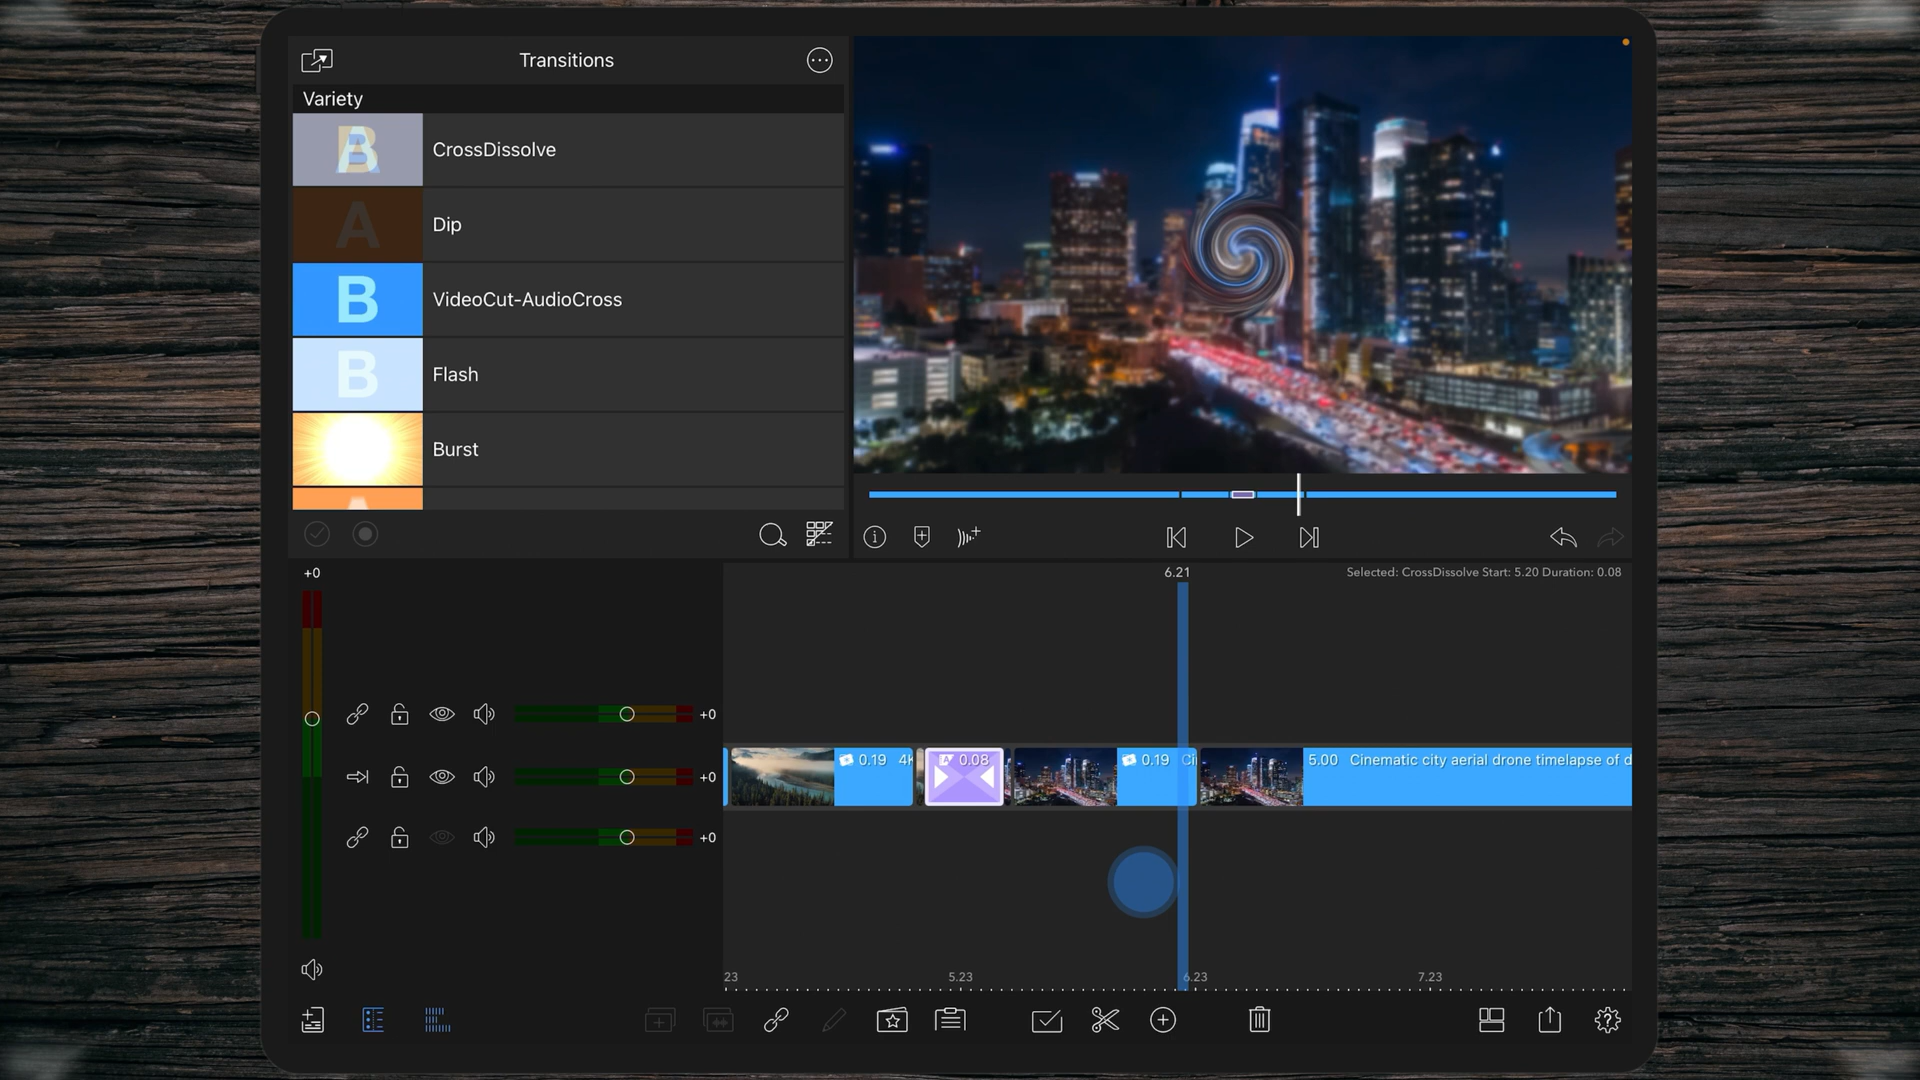 Transitions
Variety
B
CrossDissolve
A
Dip
B
VideoCut-AudioCross
B
Flash
Burst
+0
6.21
Selected: CrossDissolve Start: 5.20 Duration: 0.08
+0
0.19
A
0.08
0.19
5.00 Cinematic city aerial drone timelapse of d
+0
+0
23
5.23
6.23
7.23